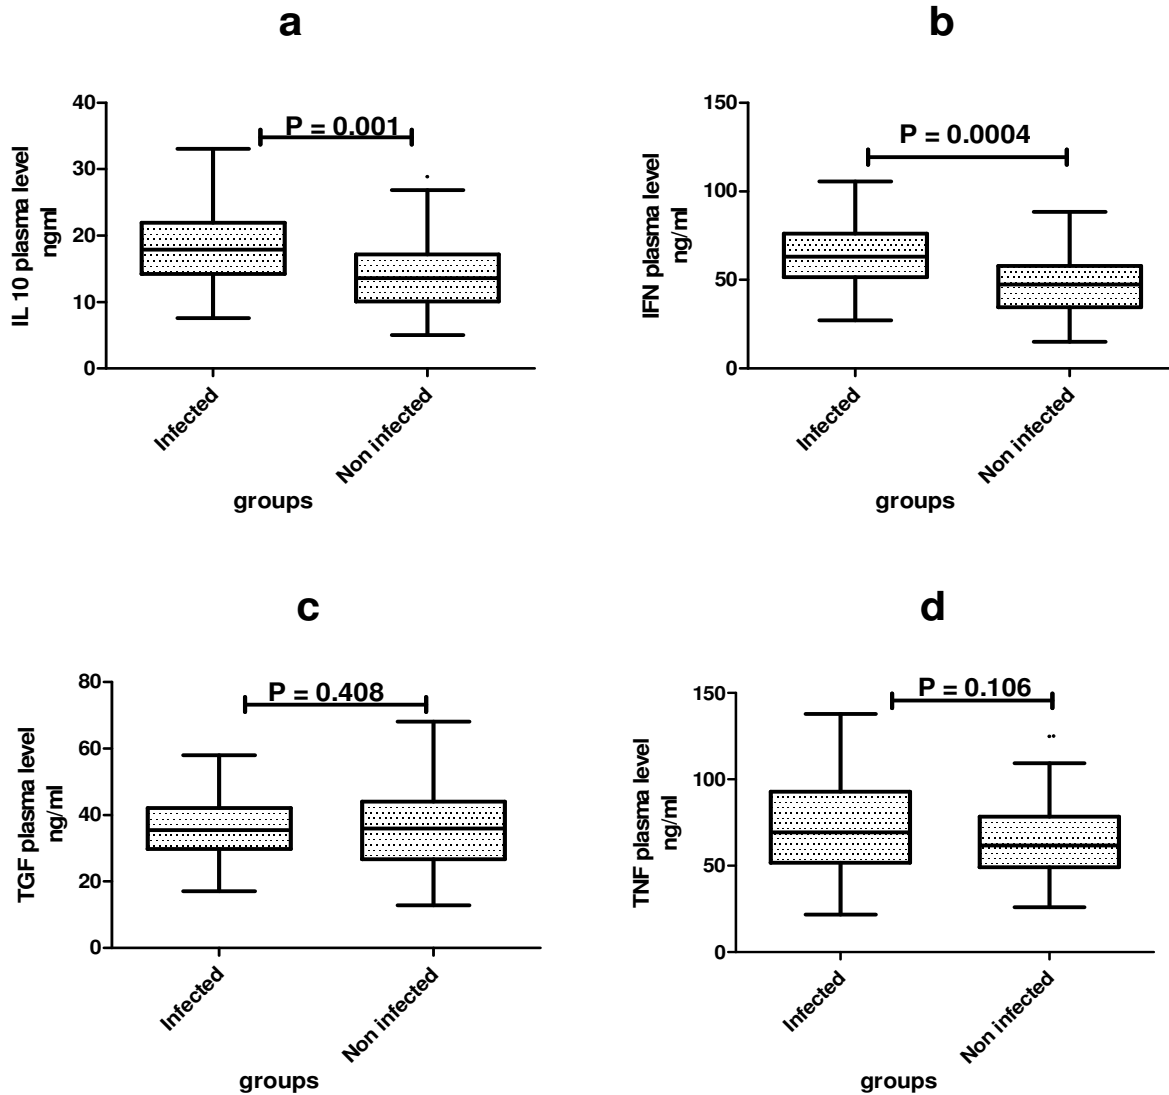 a
IL 10 plasma level
ngml
40
30
20
10
0
P = 0.001
Infected
Non infected
groups
b
IFN plasma level
ng/ml
150
100
50
0
P = 0.0004
Infected
Non infected
groups
c
TGF plasma level
ng/ml
80
60
40
20
0
P = 0.408
Infected
Non infected
groups
d
TNF plasma level
ng/ml
150
100
50
0
P = 0.106
Infected
Non infected
groups